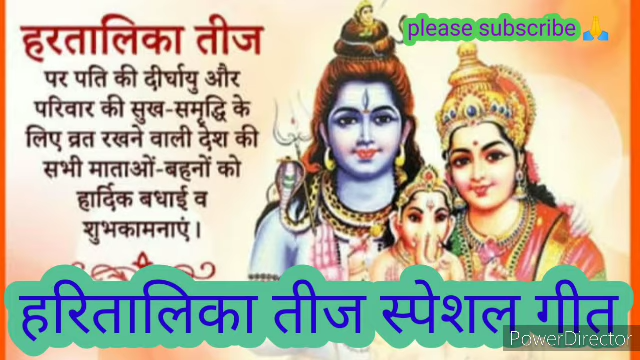 please subscribe 🙏
हरतालिका तीज
पर पति की दीर्घायु और
परिवार की सुख-समृद्धि के
लिए व्रत रखने वाली देश की
सभी माताओं-बहनों को
हार्दिक बधाई व
शुभकामनाएं।
हरितालिका तीज स्पेशल गीत
PowerDirector